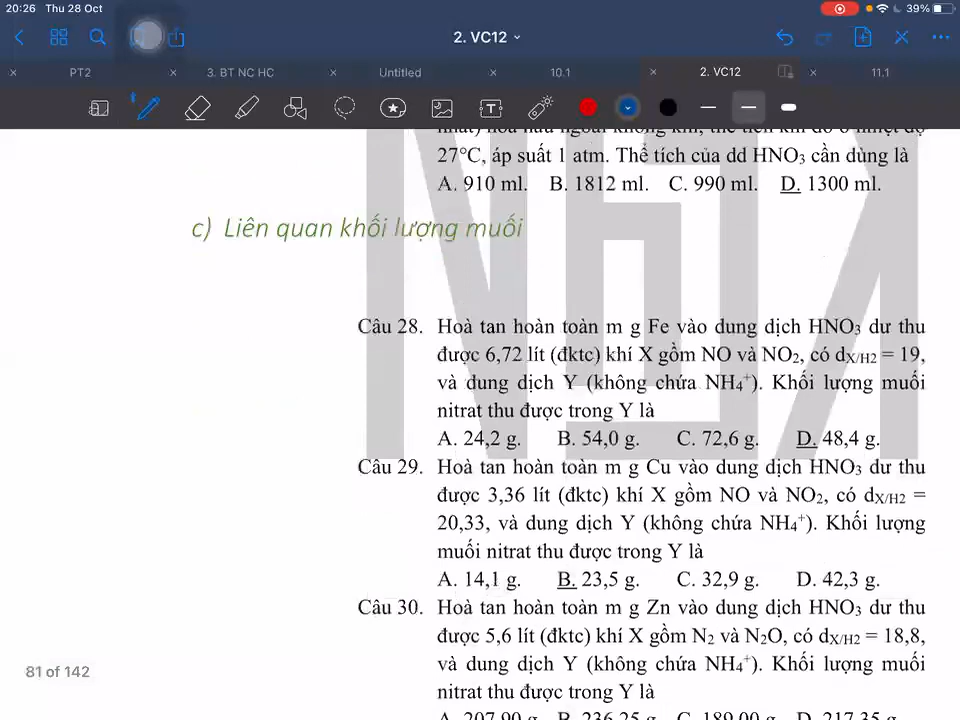 20:26 Thu 28 Oct
39%
2. VC12
PT2
3. BT NC HC
Untitled
10.1
2. VC12
11.1
27°C, áp suất 1 atm. Thể tích của dd HNO₃ cần dùng là
A. 910 ml. B. 1812 ml. C. 990 ml. D. 1300 ml.
c) Liên quan khối lượng muối
Câu 28. Hoà tan hoàn toàn m g Fe vào dung dịch HNO₃ dư thu
được 6,72 lít (đktc) khí X gồm NO và NO₂, có dX/H2 = 19,
và dung dịch Y (không chứa NH₄⁺). Khối lượng muối
nitrat thu được trong Y là
A. 24,2 g. B. 54,0 g. C. 72,6 g. D. 48,4 g.
Câu 29. Hoà tan hoàn toàn m g Cu vào dung dịch HNO₃ dư thu
được 3,36 lít (đktc) khí X gồm NO và NO₂, có dX/H2 =
20,33, và dung dịch Y (không chứa NH₄⁺). Khối lượng
muối nitrat thu được trong Y là
A. 14,1 g. B. 23,5 g. C. 32,9 g. D. 42,3 g.
Câu 30. Hoà tan hoàn toàn m g Zn vào dung dịch HNO₃ dư thu
được 5,6 lít (đktc) khí X gồm N₂ và N₂O, có dX/H2 = 18,8,
và dung dịch Y (không chứa NH₄⁺). Khối lượng muối
nitrat thu được trong Y là
A. 207,90 g. B. 236,25 g. C. 189,00 g. D. 217,35 g.
81 of 142